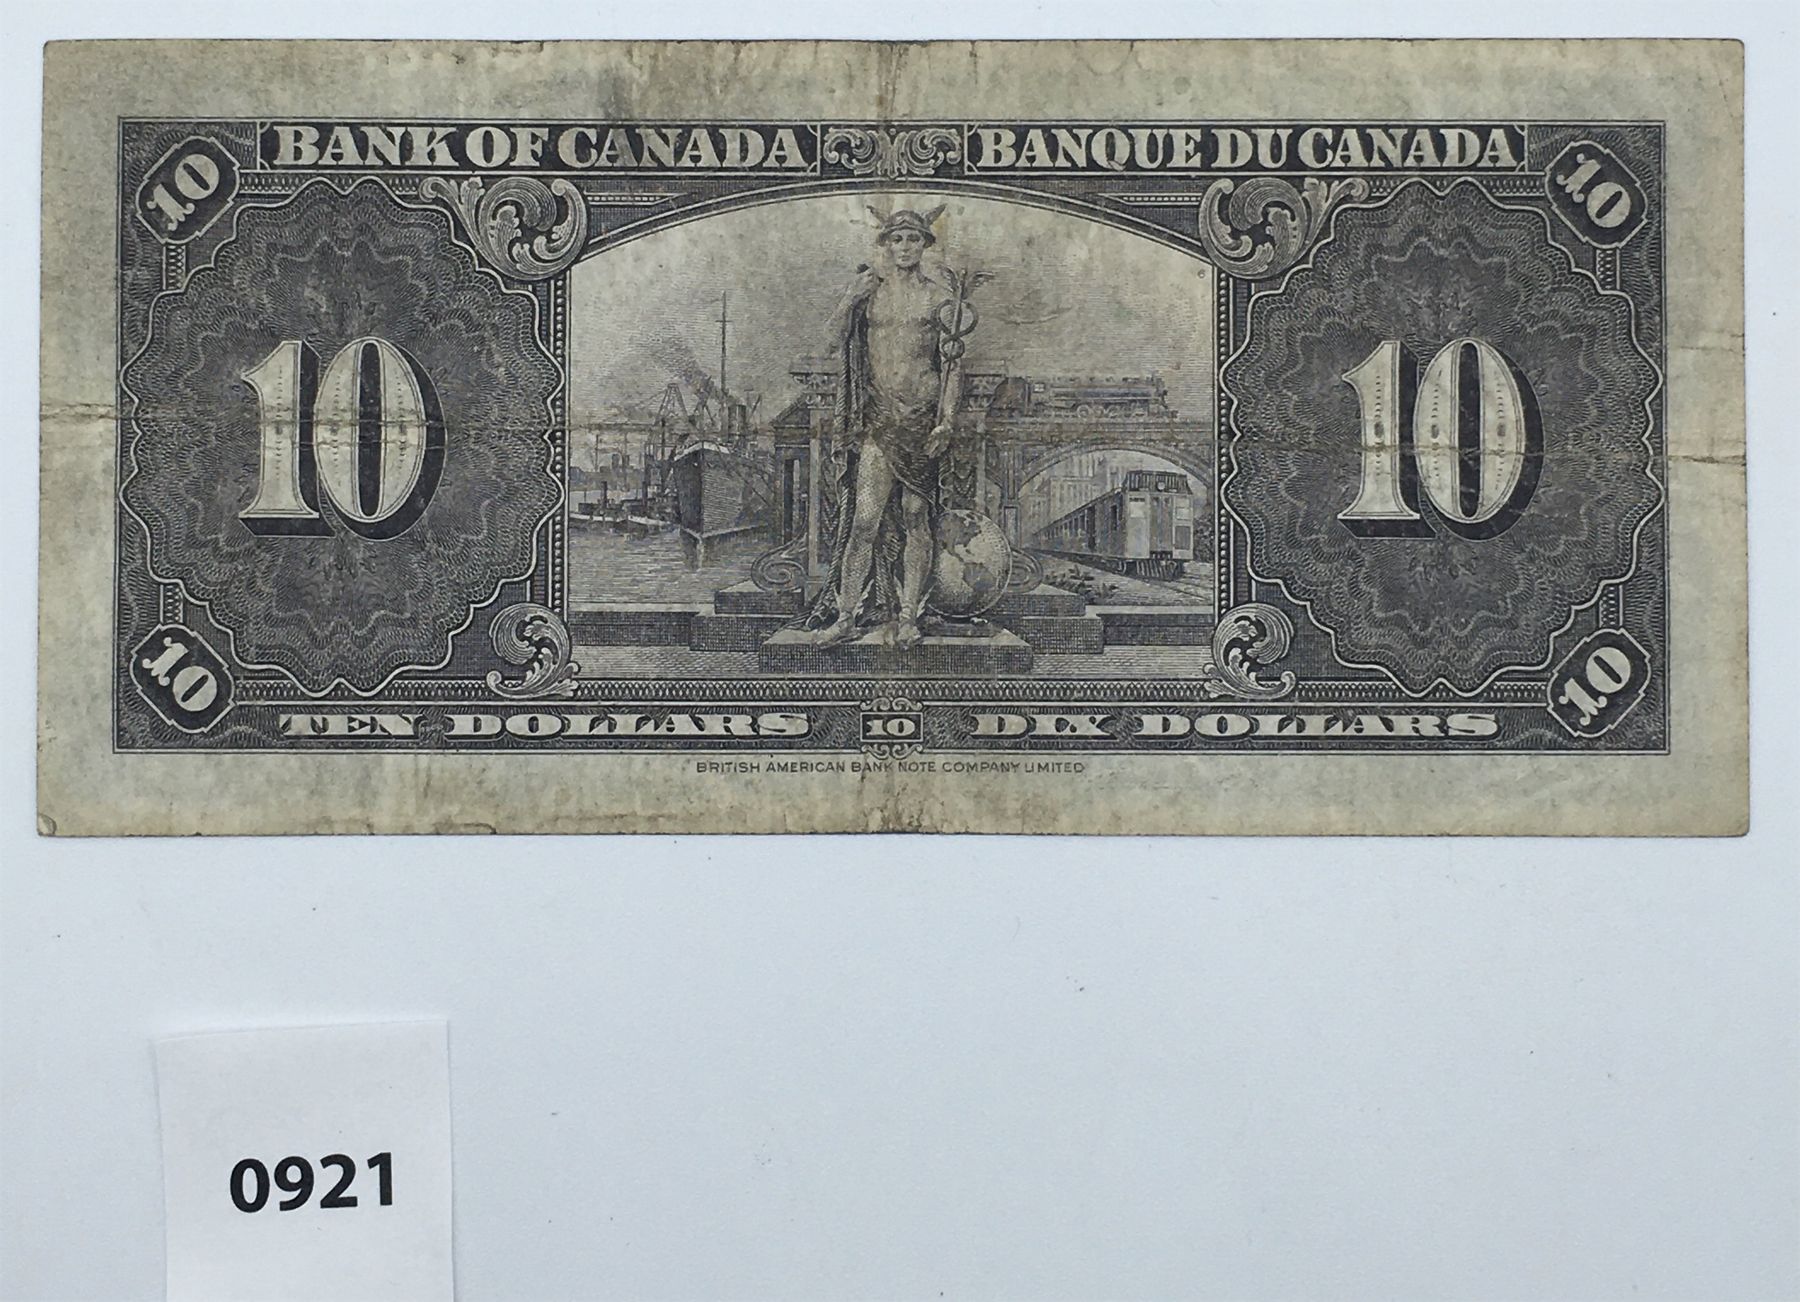 BANK OF CANADA BANQUE DU CANADA
10 10
10 10
10 10
TEN DOLLARS 10 DIX DOLLARS
BRITISH AMERICAN BANK NOTE COMPANY LIMITED
0921